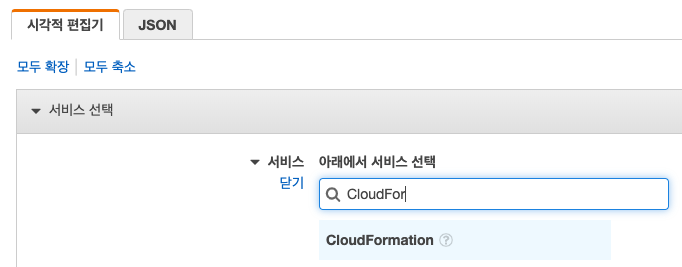 시각적 편집기 JSON
모두 확장 모두 축소
서비스 선택
서비스 아래에서 서비스 선택
닫기 CloudFor
CloudFormation ?